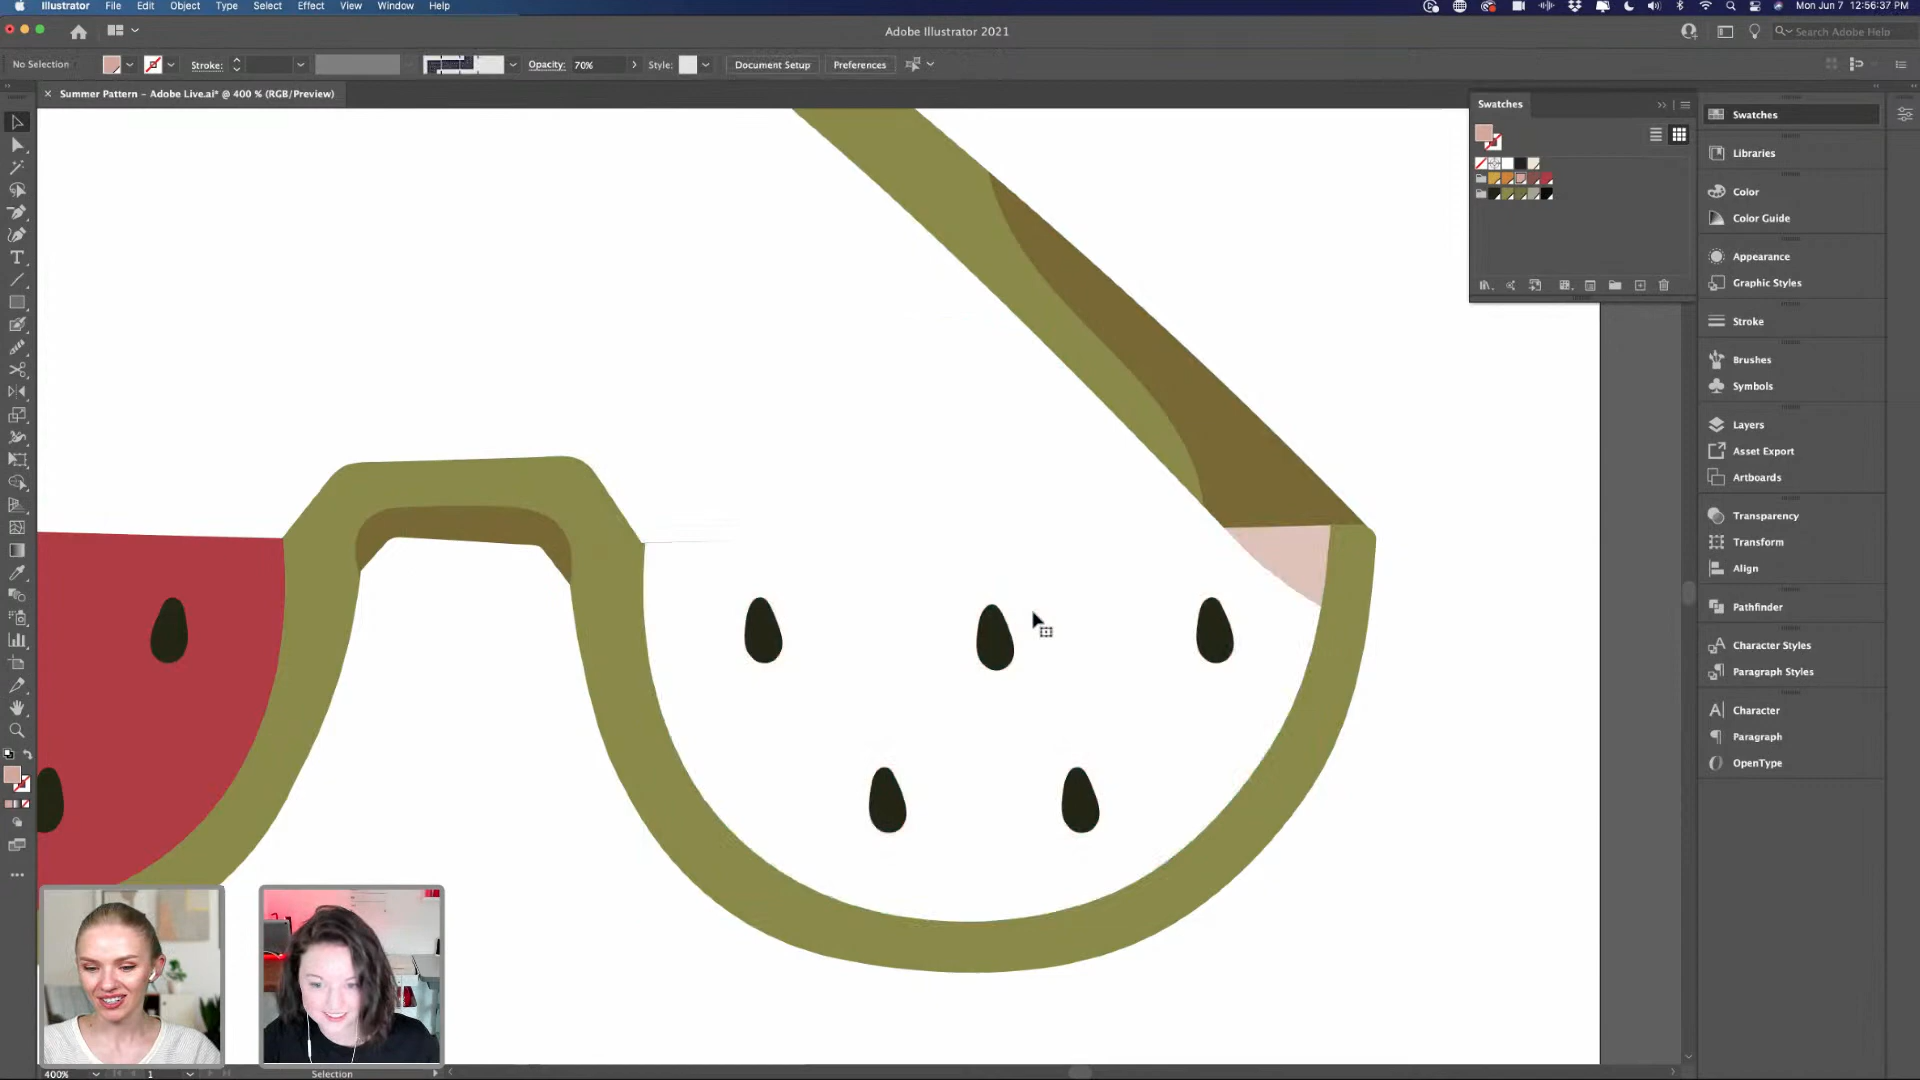 Illustrator File Edit Object Type Select Effect View Window Help
Mon Jun 7 12:56:37 PM
Adobe Illustrator 2021
Search Adobe Help
No Selection
Stroke:
Opacity: 70%
Style:
Document Setup
Preferences
× Summer Pattern - Adobe Live.ai* @ 400 % (RGB/Preview)
Swatches
Swatches
Libraries
Color
Color Guide
Appearance
Graphic Styles
Stroke
Brushes
Symbols
Layers
Asset Export
Artboards
Transparency
Transform
Align
Pathfinder
Character Styles
Paragraph Styles
Character
Paragraph
OpenType
400%
1
Selection